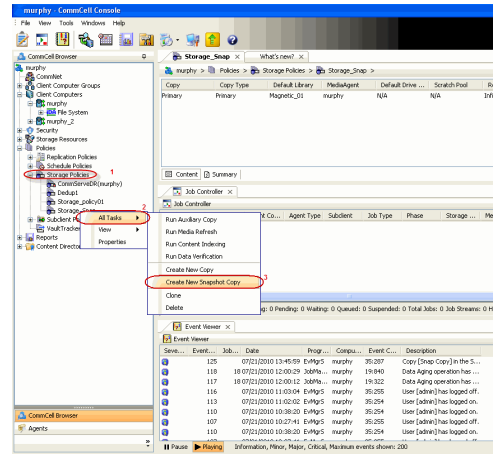 murphy - CommCell Console
File View Tools Windows Help
CommCell Browser
murphy
CommNet
Client Computer Groups
Client Computers
murphy
File System
murphy_2
Security
Storage Resources
Policies
Replication Policies
Schedule Policies
Storage Policies 1
CommServeDR(murphy)
Dedup1
Storage_policy01
Storage_Snap
Subclient P
VaultTracker
Reports
Content Director
CommCell Browser
Agents
2
All Tasks
View
Properties
Run Auxiliary Copy
Run Media Refresh
Run Content Indexing
Run Data Verification
Create New Copy
Create New Snapshot Copy 3
Clone
Delete
Storage_Snap What's new?
murphy > Policies > Storage Policies > Storage_Snap >
Copy Copy Type Default Library MediaAgent Default Drive ... Scratch Pool
Primary Primary Magnetic_01 murphy N/A N/A
Content Summary
Job Controller
Job Controller
nt Co... Agent Type Subclient Job Type Phase Storage ... Me
g: 0 Pending: 0 Waiting: 0 Queued: 0 Suspended: 0 Total Jobs: 0 Job Streams: 0 H
Event Viewer
Event Viewer
Seve... Event... Job... Date Progr... Compu... Event C... Description
125 07/21/2010 13:45:59 EvMgrS murphy 35:287 Copy [Snap Copy] in the S...
118 18 07/21/2010 12:00:29 JobMa... murphy 19:840 Data Aging operation has ...
117 18 07/21/2010 12:00:12 JobMa... murphy 19:322 Data Aging operation has ...
116 07/21/2010 11:03:04 EvMgrS murphy 35:255 User [admin] has logged off.
113 07/21/2010 11:02:02 EvMgrS murphy 35:254 User [admin] has logged off.
110 07/21/2010 10:38:20 EvMgrS murphy 35:254 User [admin] has logged on.
107 07/21/2010 10:27:41 EvMgrS murphy 35:255 User [admin] has logged off.
110 07/21/2010 10:38:20 EvMgrS murphy 35:254 User [admin] has logged on.
Pause Playing Information, Minor, Major, Critical, Maximum events shown: 200